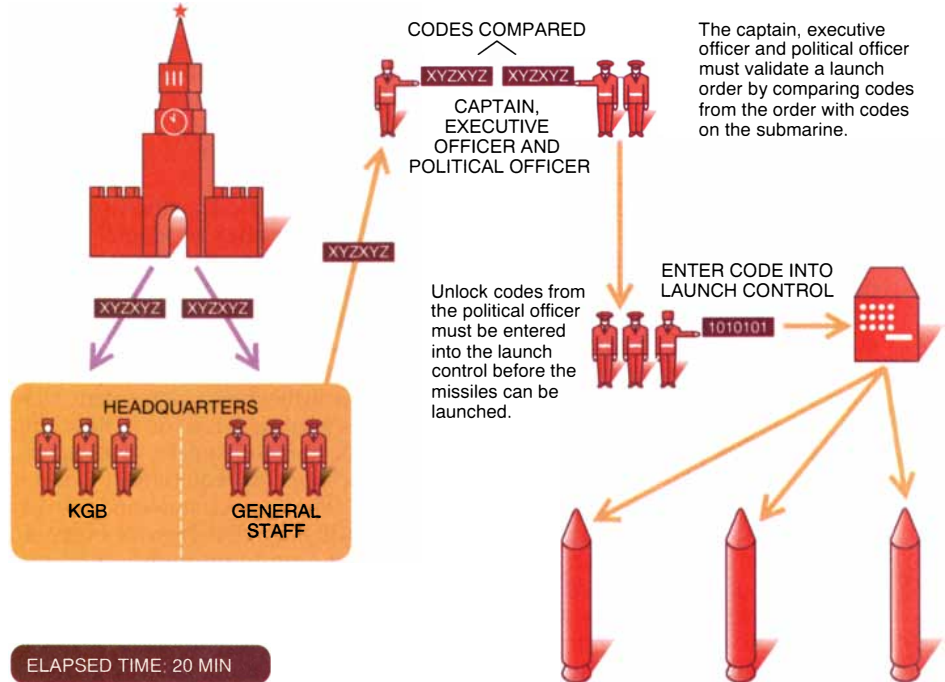 CODES COMPARED
XYZXYZ
XYZXYZ
CAPTAIN,
EXECUTIVE
OFFICER AND
POLITICAL OFFICER
The captain, executive
officer and political officer
must validate a launch
order by comparing codes
from the order with codes
on the submarine.
XYZXYZ
XYZXYZ
XYZXYZ
HEADQUARTERS
KGB
GENERAL
STAFF
Unlock codes from
the political officer
must be entered
into the launch
control before the
missiles can be
launched.
ENTER CODE INTO
LAUNCH CONTROL
1010101
ELAPSED TIME: 20 MIN